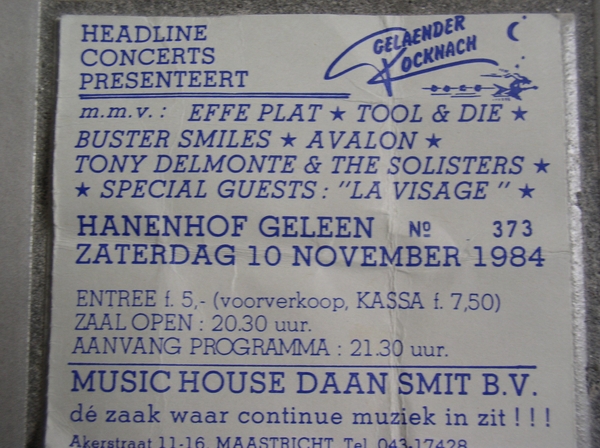 HEADLINE
CONCERTS
PRESENTEERT
GELAENDER
ROCKNACH
m.m.v.: EFFE PLAT ★ TOOL & DIE ★
BUSTER SMILES ★ AVALON ★
TONY DELMONTE & THE SOLISTERS ★
★ SPECIAL GUESTS: "LA VISAGE" ★
HANENHOF GELEEN Nº 373
ZATERDAG 10 NOVEMBER 1984
ENTREE f. 5,- (voorverkoop, KASSA f. 7,50)
ZAAL OPEN: 20.30 uur.
AANVANG PROGRAMMA: 21.30 uur.
MUSIC HOUSE DAAN SMIT B.V.
dé zaak waar continue muziek in zit!!!
Akerstraat 11-16, MAASTRICHT, Tel. 043-17428